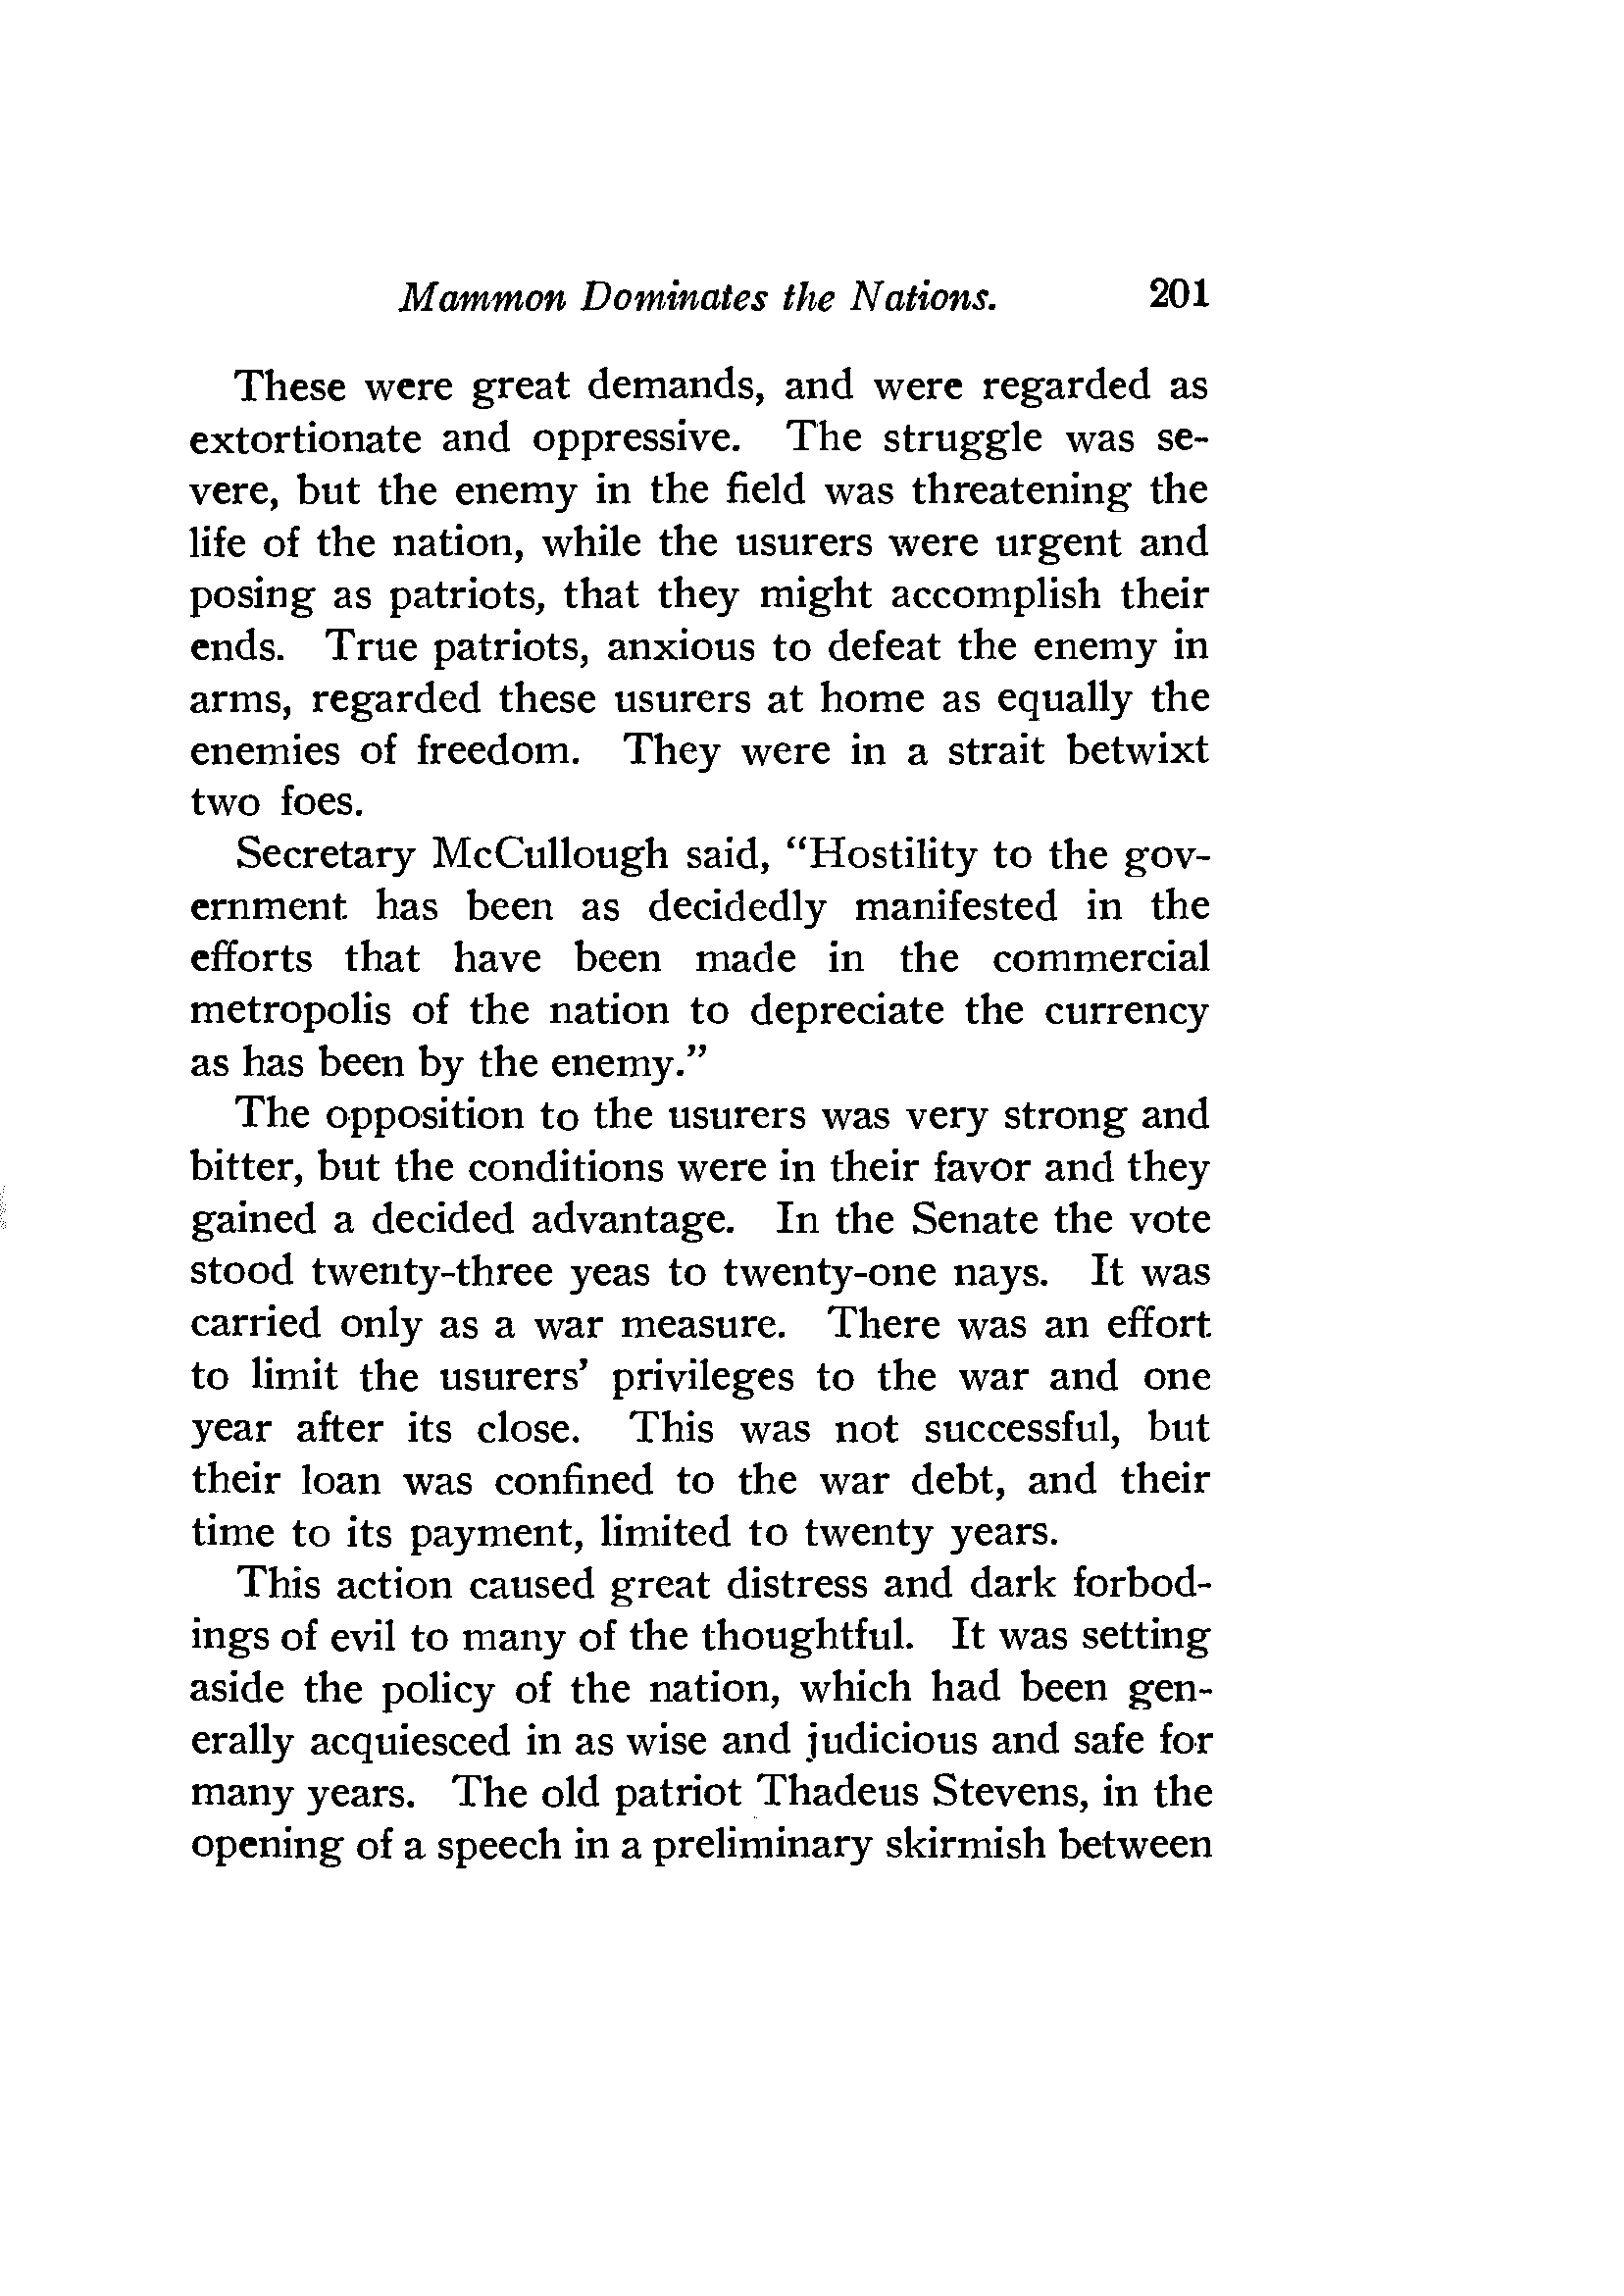 Mammon Dominates the Nations. 201
These were great demands, and were regarded as
extortionate and oppressive. The struggle was se-
vere, but the enemy in the field was threatening the
life of the nation, while the usurers were urgent and
posing as patriots, that they might accomplish their
ends. True patriots, anxious to defeat the enemy in
arms, regarded these usurers at home as equally the
enemies of freedom. They were in a strait betwixt
two foes.
Secretary McCullough said, “Hostility to the gov-
ernment has been as decidedly manifested in the
efforts that have been made in the commercial
metropolis of the nation to depreciate the currency
as has been by the enemy.”
The opposition to the usurers was very strong and
bitter, but the conditions were in their favor and they
gained a decided advantage. In the Senate the vote
stood twenty-three yeas to twenty-one nays. It was
carried only as a war measure. There was an effort
to limit the usurers’ privileges to the war and one
year after its close. This was not successful, but
their loan was confined to the war debt, and their
time to its payment, limited to twenty years.
This action caused great distress and dark forbod-
ings of evil to many of the thoughtful. It was setting
aside the policy of the nation, which had been gen-
erally acquiesced in as wise and judicious and safe for
many years. The old patriot Thadeus Stevens, in the
opening of a speech in a preliminary skirmish between